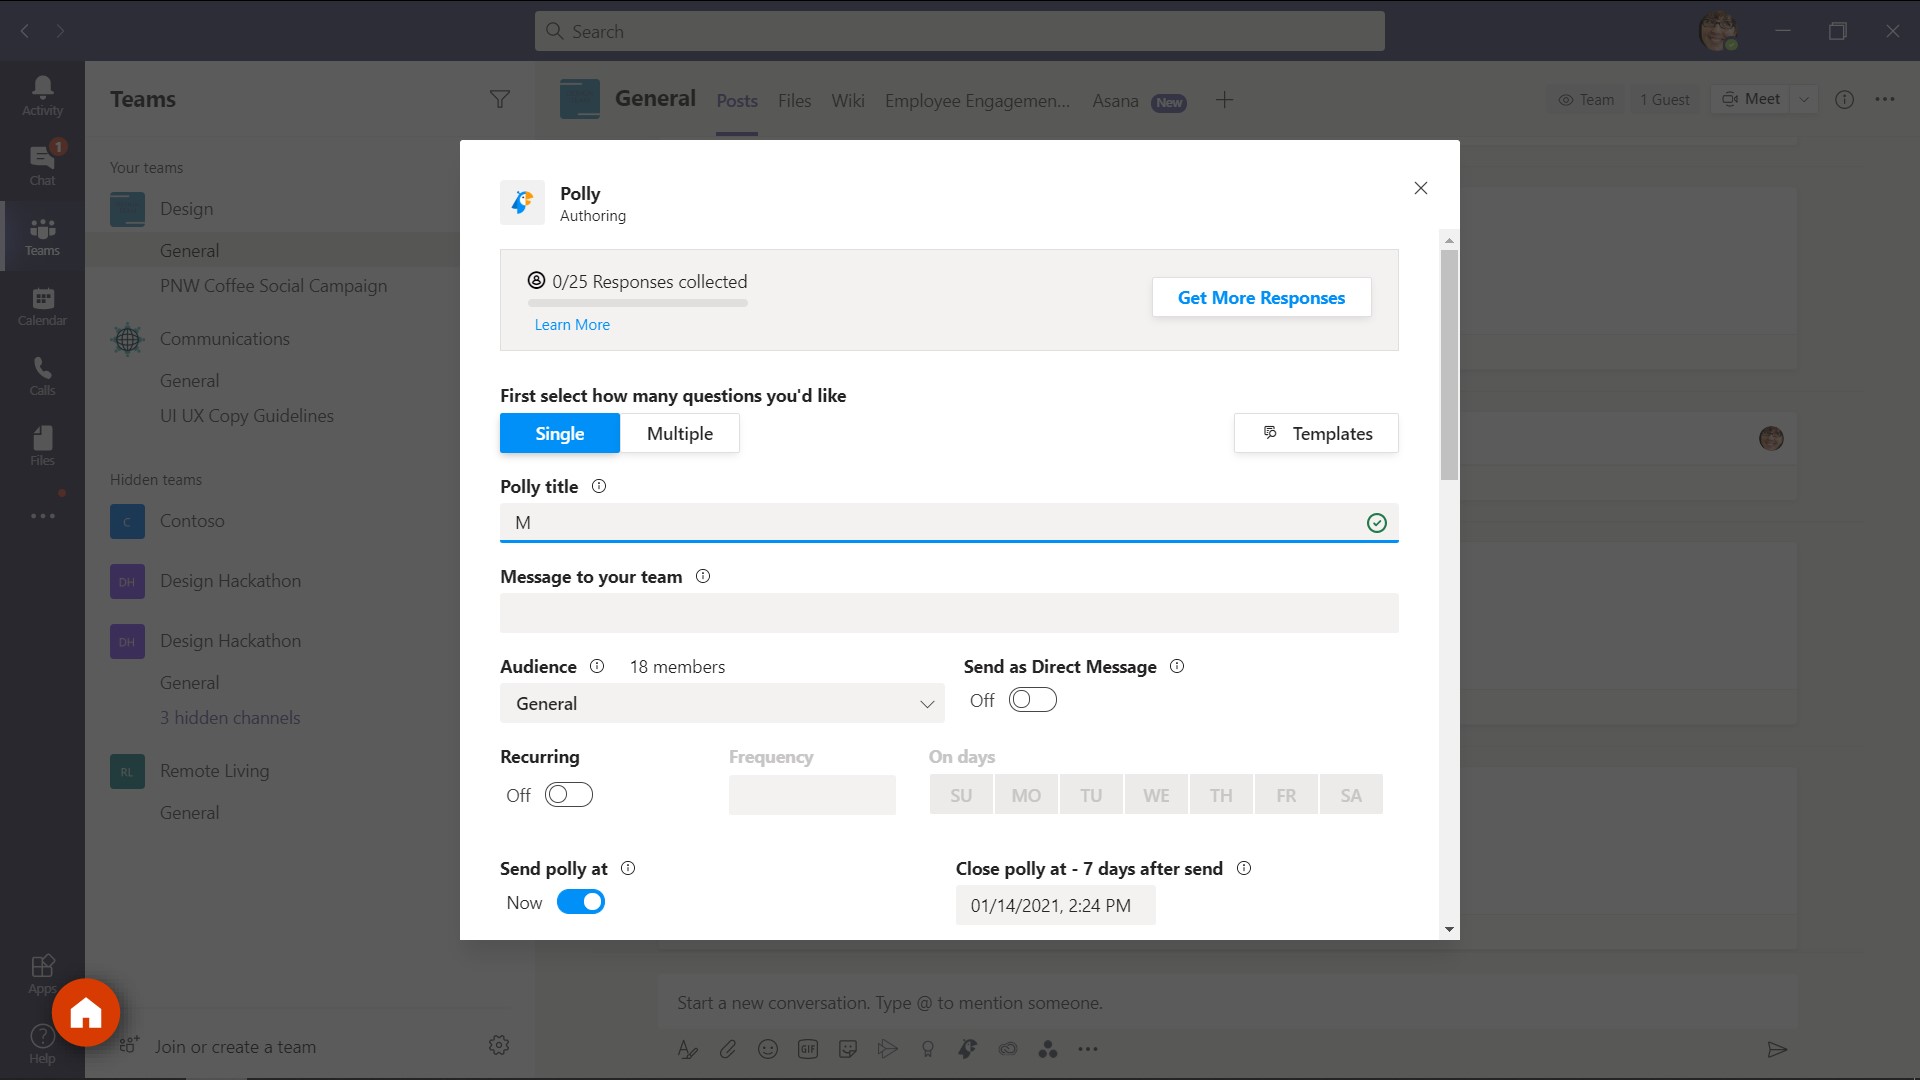 Search
Activity
Chat
1
Teams
Calendar
Calls
Files
Apps
Help
Teams
Your teams
Design
General
PNW Coffee Social Campaign
Communications
General
UI UX Copy Guidelines
Hidden teams
C
Contoso
DH
Design Hackathon
DH
Design Hackathon
General
3 hidden channels
RL
Remote Living
General
Join or create a team
General
Posts
Files
Wiki
Employee Engagemen...
Asana
New
Team
1 Guest
Meet
Polly
Authoring
0/25 Responses collected
Learn More
Get More Responses
First select how many questions you'd like
Single
Multiple
Templates
Polly title
M
Message to your team
Audience
18 members
Send as Direct Message
General
Off
Recurring
Frequency
On days
Off
SU
MO
TU
WE
TH
FR
SA
Send polly at
Close polly at - 7 days after send
Now
01/14/2021, 2:24 PM
Start a new conversation. Type @ to mention someone.
GIF